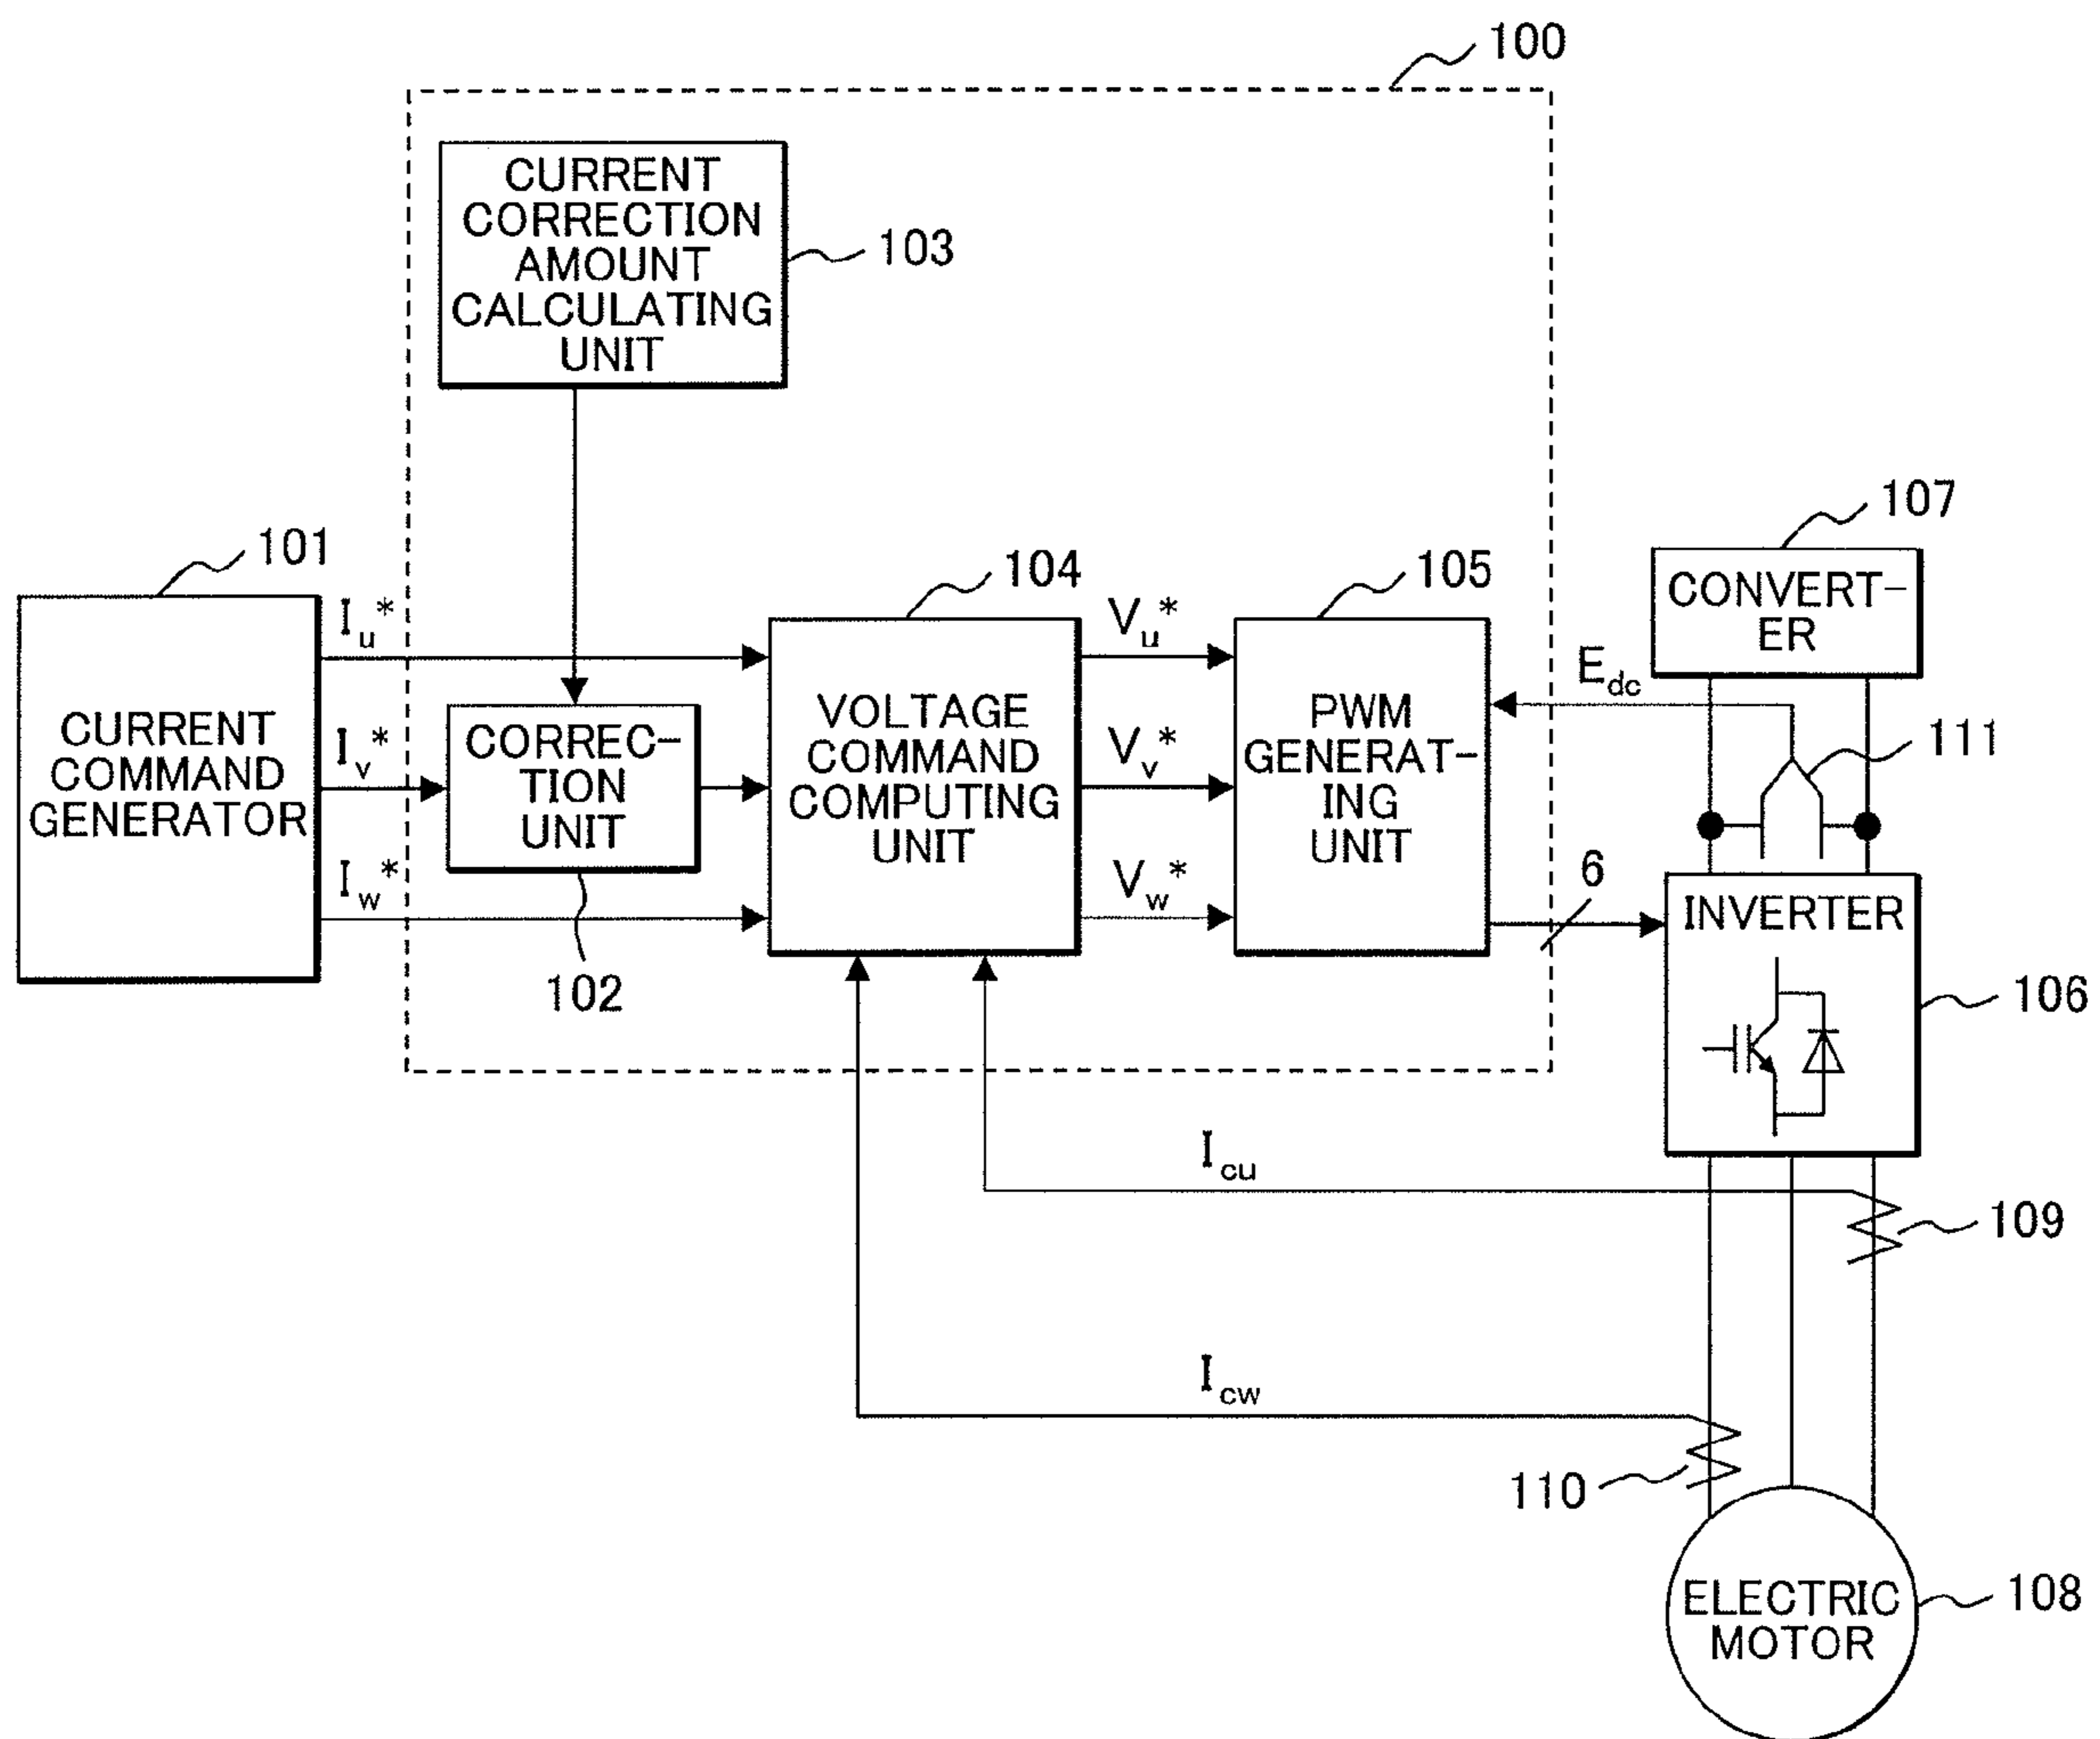 100
CURRENT
CORRECTION
AMOUNT
CALCULATING
UNIT
103
107
101
104
105
CONVERT-
ER
Iu*
Vu*
Edc
CURRENT
COMMAND
GENERATOR
Iv*
CORREC-
TION
UNIT
VOLTAGE
COMMAND
COMPUTING
UNIT
Vv*
PWM
GENERAT-
ING
UNIT
111
Iw*
Vw*
6
INVERTER
102
106
Icu
109
Icw
110
ELECTRIC
MOTOR
108